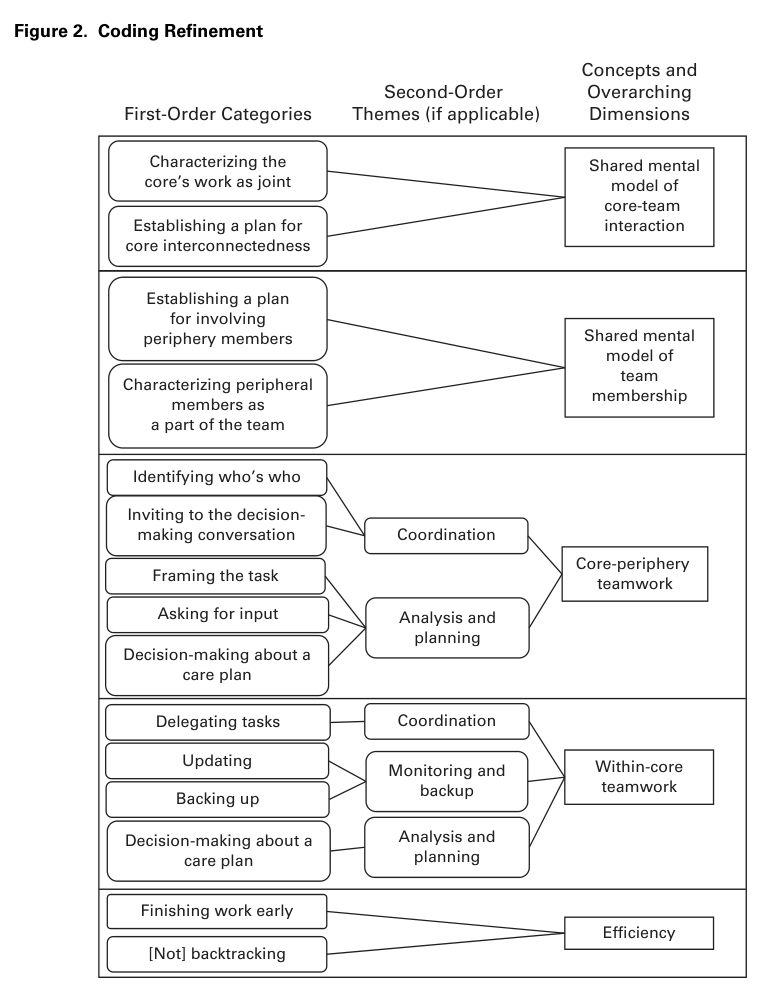 Figure 2. Coding Refinement
First-Order Categories
Second-Order
Themes (if applicable)
Concepts and
Overarching
Dimensions
Characterizing the
core's work as joint
Establishing a plan for
core interconnectedness
Shared mental
model of
core-team
interaction
Establishing a plan
for involving
periphery members
Characterizing peripheral
members as
a part of the team
Shared mental
model of
team
membership
Identifying who's who
Inviting to the decision-
making conversation
Framing the task
Asking for input
Decision-making about a
care plan
Coordination
Analysis and
planning
Core-periphery
teamwork
Delegating tasks
Updating
Backing up
Decision-making about a
care plan
Coordination
Monitoring and
backup
Analysis and
planning
Within-core
teamwork
Finishing work early
[Not] backtracking
Efficiency